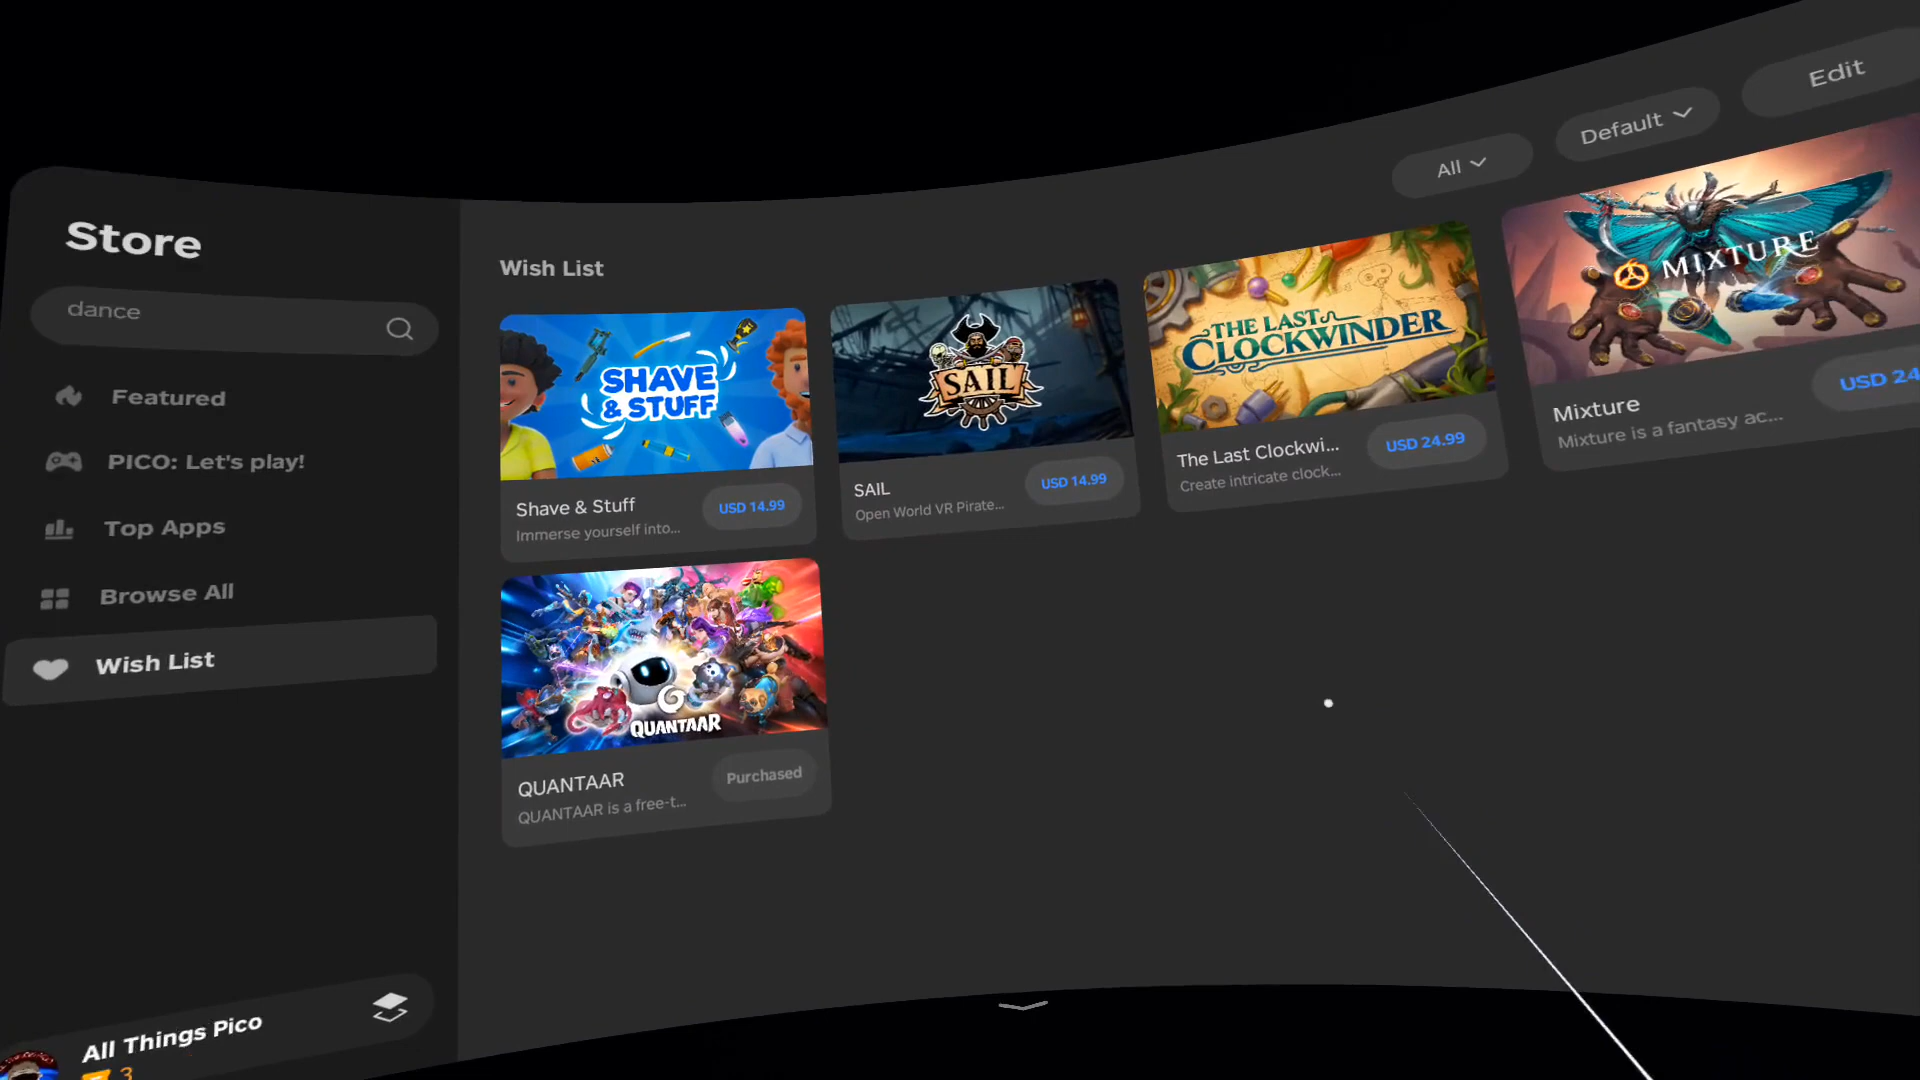 Store
dance
Featured
PICO: Let's play!
Top Apps
Browse All
Wish List
All Things Pico
3
Wish List
All
Default
Edit
SHAVE
& STUFF
Shave & Stuff
Immerse yourself into...
USD 14.99
SAIL
SAIL
Open World VR Pirate...
USD 14.99
THE LAST
CLOCKWINDER
The Last Clockwi...
Create intricate clock...
USD 24.99
MIXTURE
Mixture
Mixture is a fantasy ac...
USD 24
QUANTAAR
QUANTAAR
QUANTAAR is a free-t...
Purchased